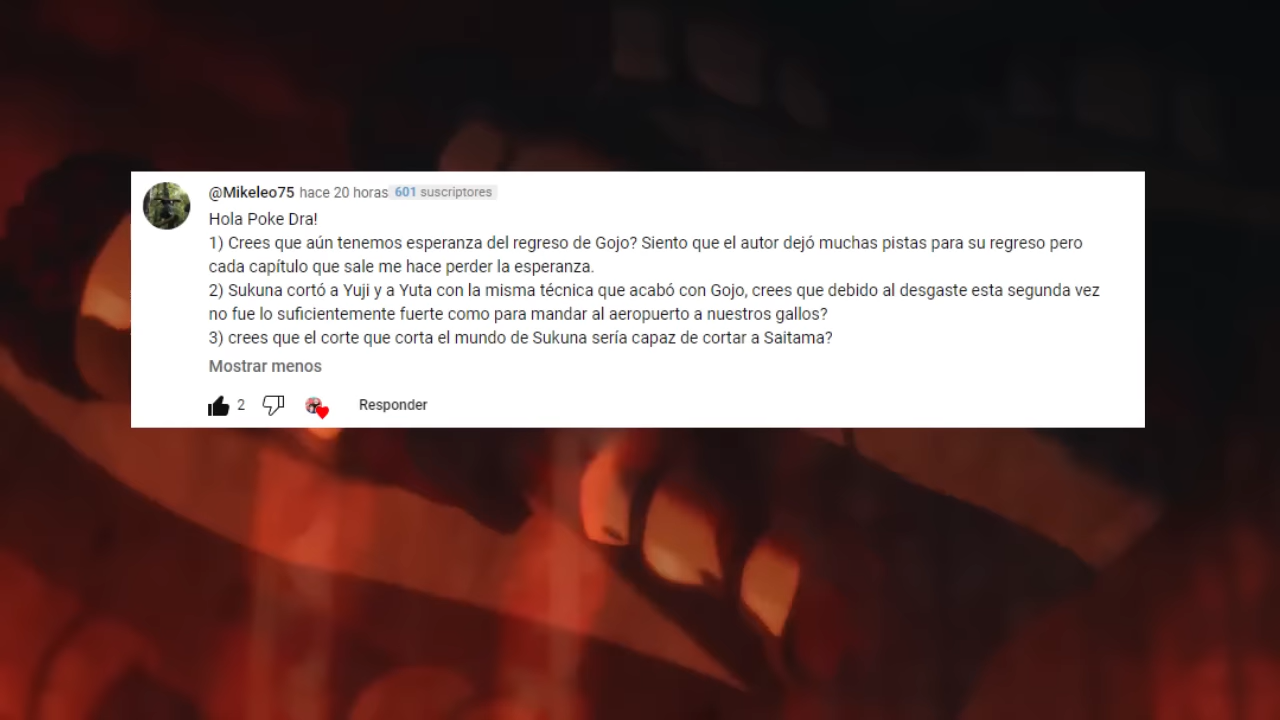 @Mikeleo75 hace 20 horas 601 suscriptores
Hola Poke Dra!
1) Crees que aún tenemos esperanza del regreso de Gojo? Siento que el autor dejó muchas pistas para su regreso pero
cada capítulo que sale me hace perder la esperanza.
2) Sukuna cortó a Yuji y a Yuta con la misma técnica que acabó con Gojo, crees que debido al desgaste esta segunda vez
no fue lo suficientemente fuerte como para mandar al aeropuerto a nuestros gallos?
3) crees que el corte que corta el mundo de Sukuna sería capaz de cortar a Saitama?
Mostrar menos
2 Responder